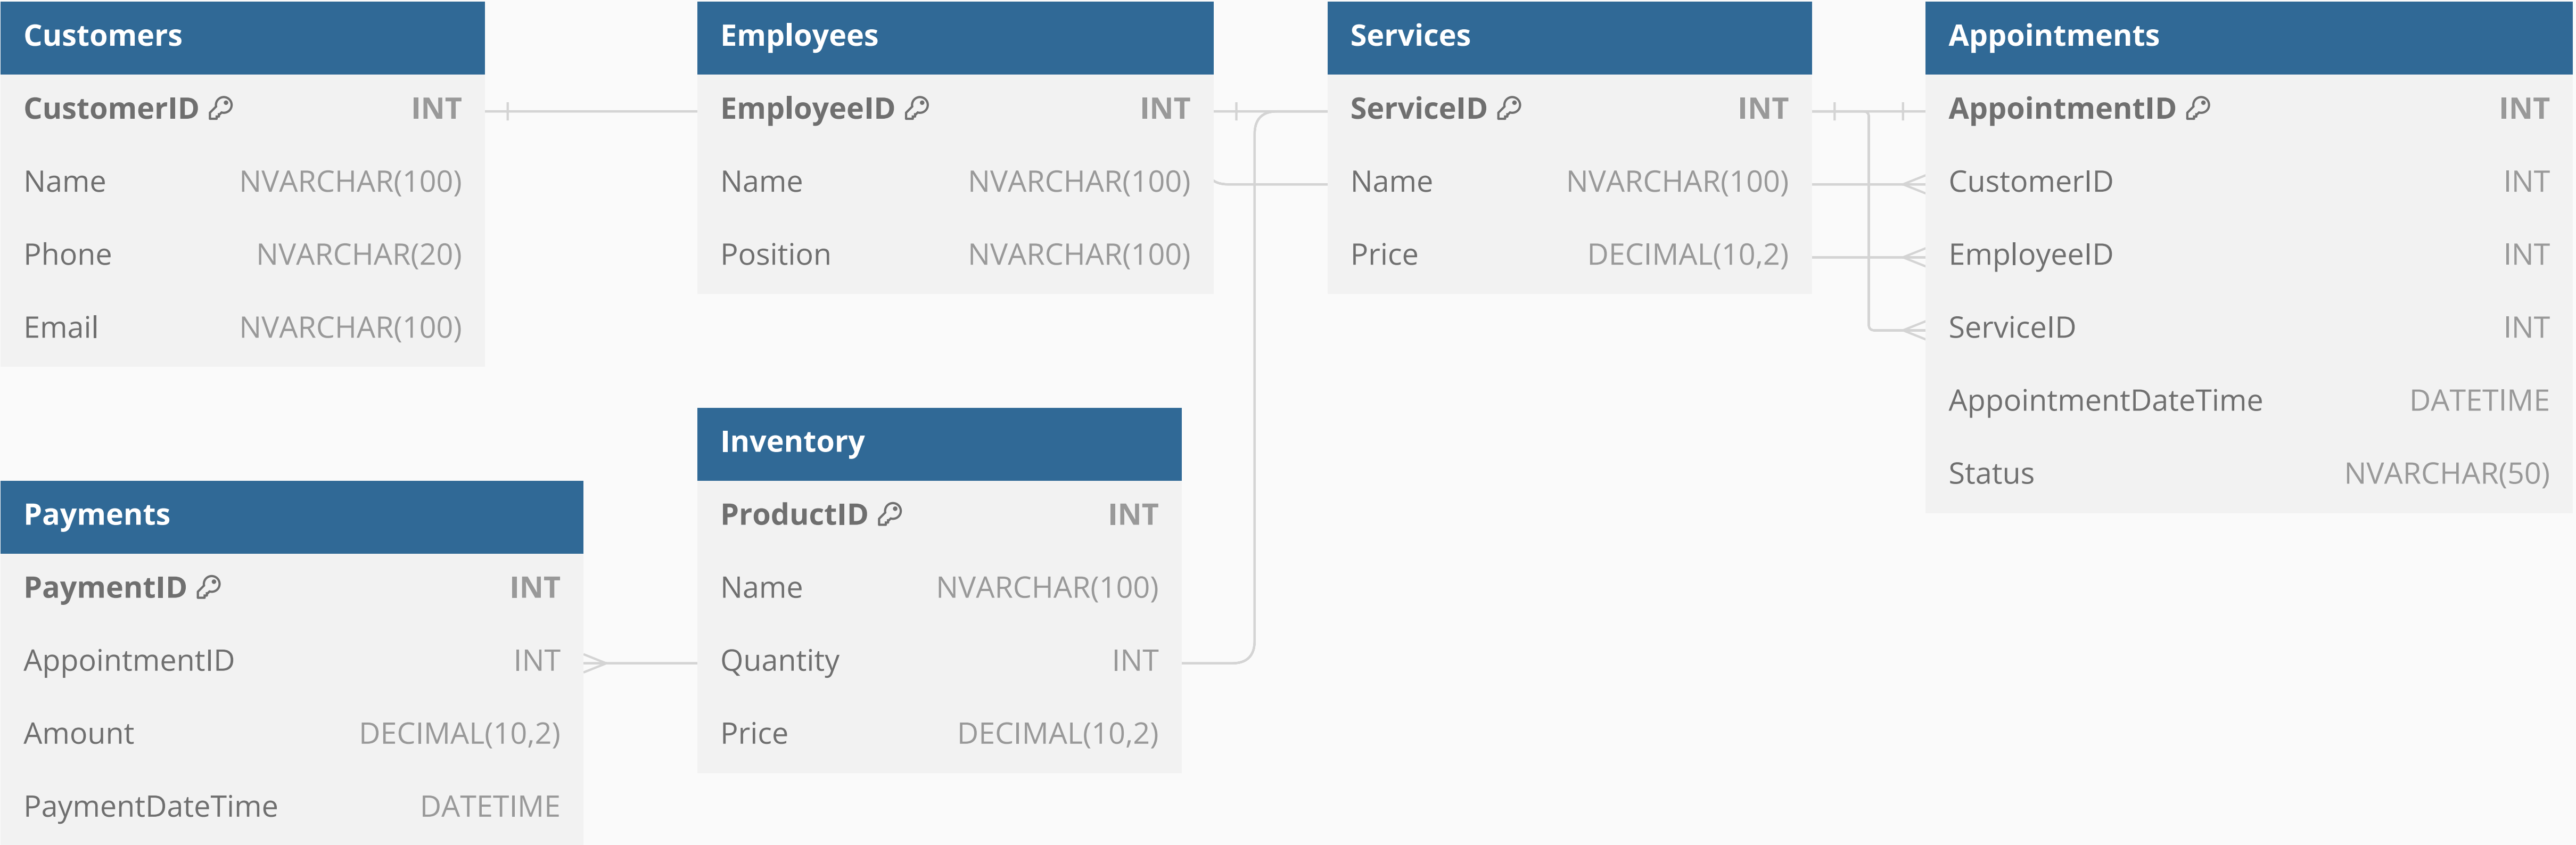 Customers
CustomerID INT
Name NVARCHAR(100)
Phone NVARCHAR(20)
Email NVARCHAR(100)
Employees
EmployeeID INT
Name NVARCHAR(100)
Position NVARCHAR(100)
Services
ServiceID INT
Name NVARCHAR(100)
Price DECIMAL(10,2)
Appointments
AppointmentID INT
CustomerID INT
EmployeeID INT
ServiceID INT
AppointmentDateTime DATETIME
Status NVARCHAR(50)
Payments
PaymentID INT
AppointmentID INT
Amount DECIMAL(10,2)
PaymentDateTime DATETIME
Inventory
ProductID INT
Name NVARCHAR(100)
Quantity INT
Price DECIMAL(10,2)